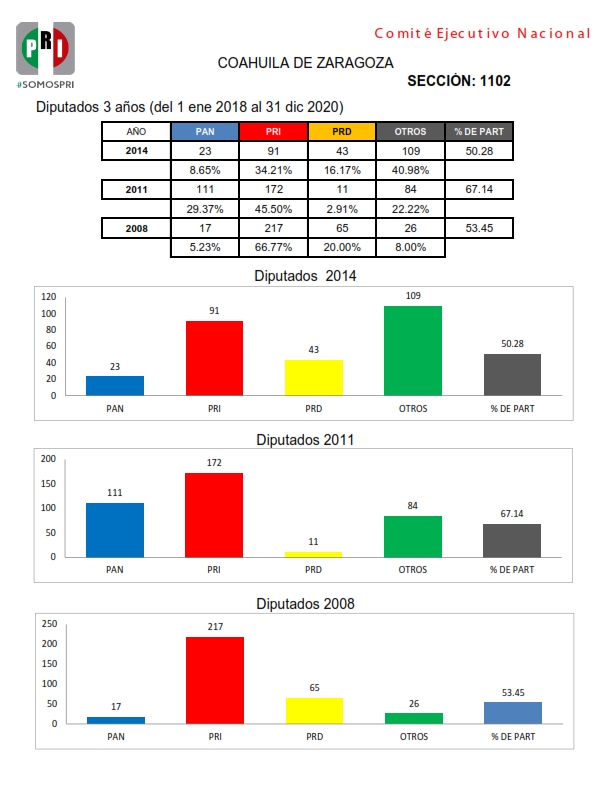 Comité Ejecutivo Nacional
PRI
#SOMOSPRI
COAHUILA DE ZARAGOZA
SECCIÓN: 1102
Diputados 3 años (del 1 ene 2018 al 31 dic 2020)
AÑO PAN PRI PRD OTROS % DE PART
2014 23 91 43 109 50.28
8.65% 34.21% 16.17% 40.98%
2011 111 172 11 84 67.14
29.37% 45.50% 2.91% 22.22%
2008 17 217 65 26 53.45
5.23% 66.77% 20.00% 8.00%
Diputados 2014
120
100
80
60
40
20
0
23 91 43 109 50.28
PAN PRI PRD OTROS % DE PART
Diputados 2011
200
150
100
50
0
111 172 11 84 67.14
PAN PRI PRD OTROS % DE PART
Diputados 2008
250
200
150
100
50
0
17 217 65 26 53.45
PAN PRI PRD OTROS % DE PART